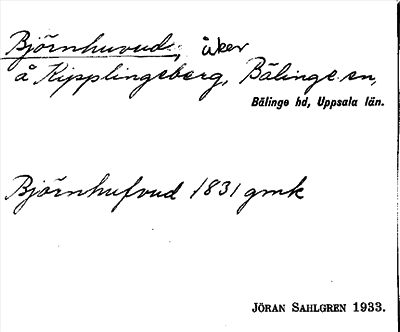 Björnhuvud, åker
å Kipplingeberg, Bälinge sn,
Bälinge hd, Uppsala län.
Björnhufvud 1831 gmk
JÖRAN SAHLGREN 1933.